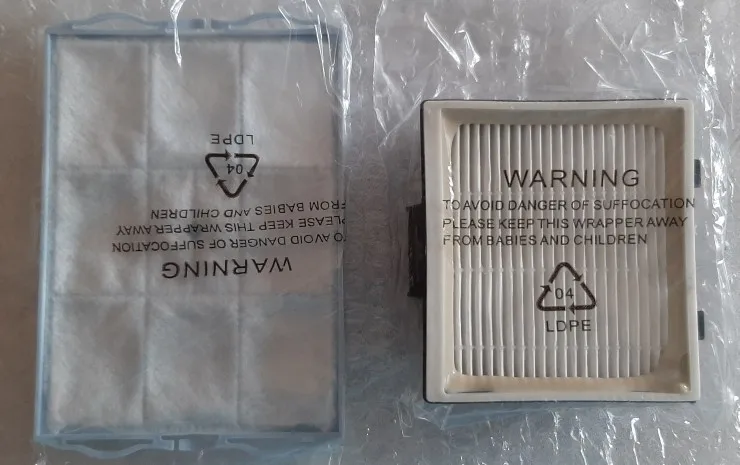 WARNING
TO AVOID DANGER OF SUFFOCATION
PLEASE KEEP THIS WRAPPER AWAY
FROM BABIES AND CHILDREN
04
LDPE
WARNING
TO AVOID DANGER OF SUFFOCATION
PLEASE KEEP THIS WRAPPER AWAY
FROM BABIES AND CHILDREN
04
LDPE